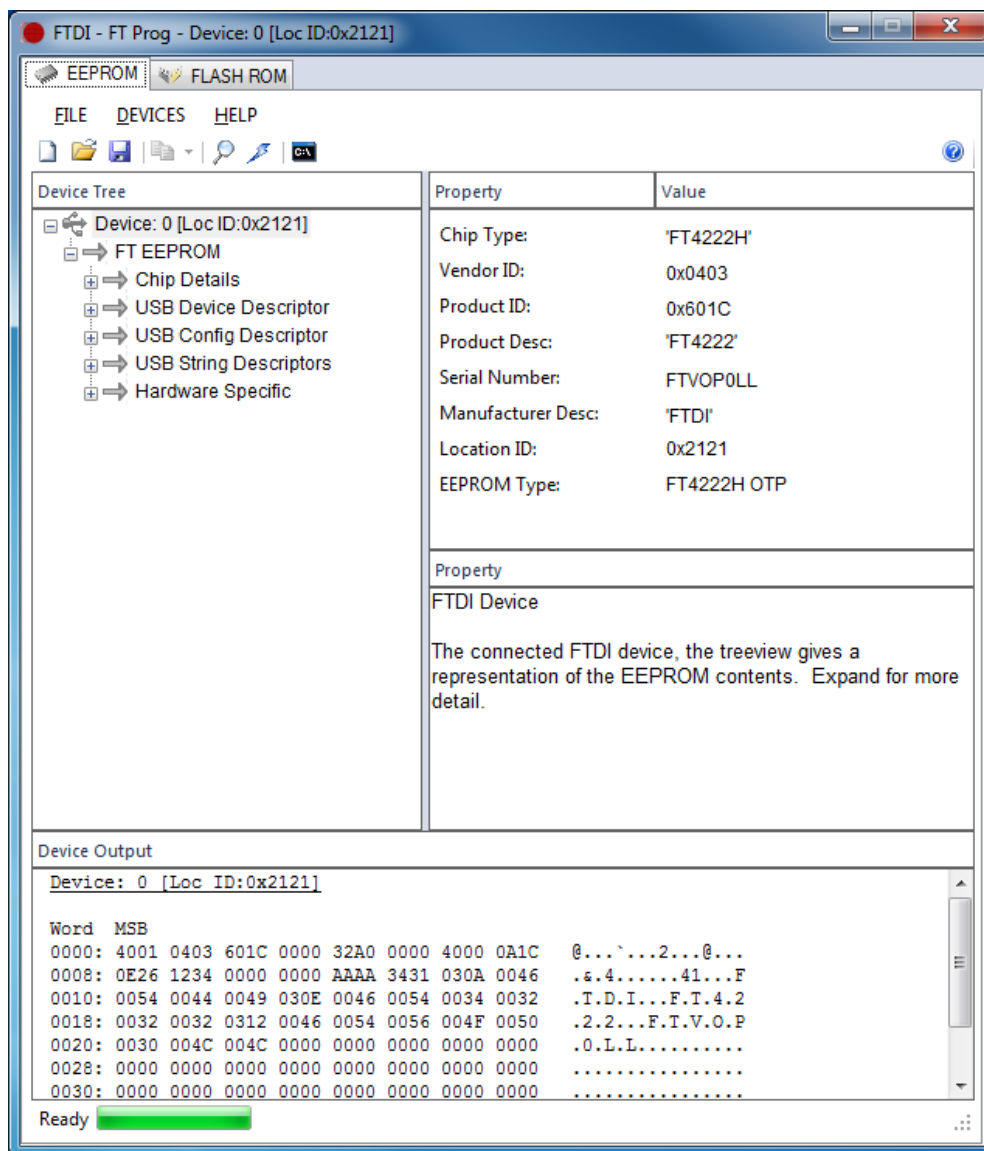 FTDI - FT Prog - Device: 0 [Loc ID:0x2121]
EEPROM FLASH ROM
FILE DEVICES HELP
C:\
Device Tree
Device: 0 [Loc ID:0x2121]
FT EEPROM
Chip Details
USB Device Descriptor
USB Config Descriptor
USB String Descriptors
Hardware Specific
Property Value
Chip Type: 'FT4222H'
Vendor ID: 0x0403
Product ID: 0x601C
Product Desc: 'FT4222'
Serial Number: FTVOP0LL
Manufacturer Desc: 'FTDI'
Location ID: 0x2121
EEPROM Type: FT4222H OTP
Property
FTDI Device
The connected FTDI device, the treeview gives a
representation of the EEPROM contents.  Expand for more
detail.
Device Output
Device: 0 [Loc ID:0x2121]
Word MSB
0000: 4001 0403 601C 0000 32A0 0000 4000 0A1C @...`...2...@...
0008: 0E26 1234 0000 0000 AAAA 3431 030A 0046 .&.4......41...F
0010: 0054 0044 0049 030E 0046 0054 0034 0032 .T.D.I...F.T.4.2
0018: 0032 0032 0312 0046 0054 0056 004F 0050 .2.2...F.T.V.O.P
0020: 0030 004C 004C 0000 0000 0000 0000 0000 .0.L.L..........
0028: 0000 0000 0000 0000 0000 0000 0000 0000 ................
0030: 0000 0000 0000 0000 0000 0000 0000 0000 ................
Ready